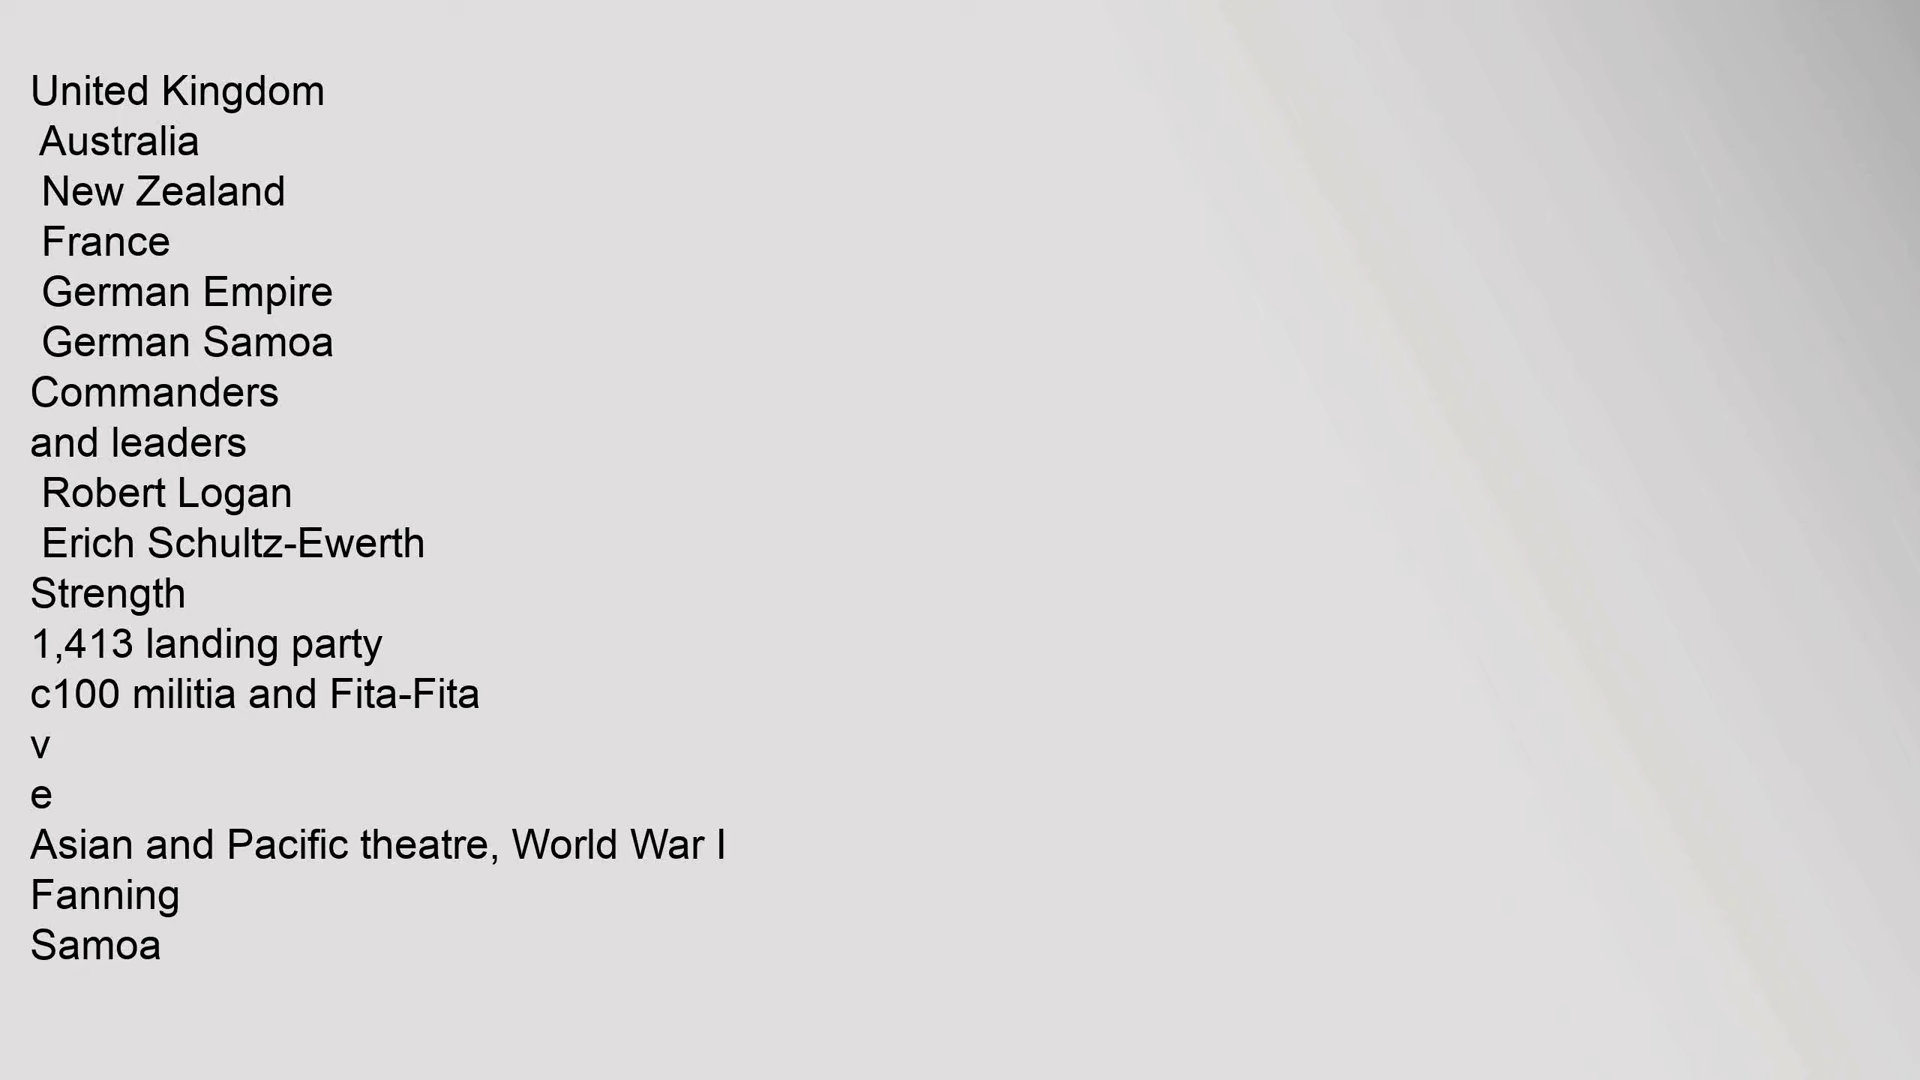 United Kingdom
Australia
New Zealand
France
German Empire
German Samoa
Commanders
and leaders
Robert Logan
Erich Schultz-Ewerth
Strength
1,413 landing party
c100 militia and Fita-Fita
v
e
Asian and Pacific theatre, World War I
Fanning
Samoa